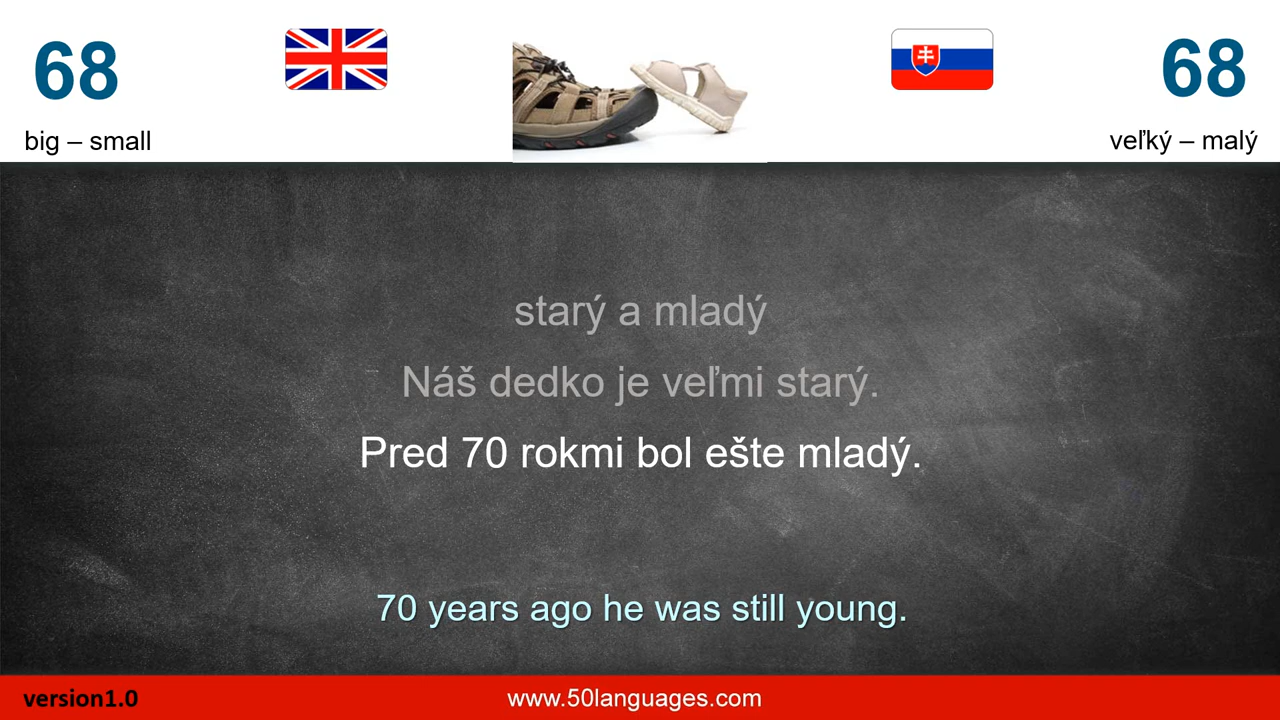 68
68
big – small
veľký – malý
starý a mladý
Náš dedko je veľmi starý.
Pred 70 rokmi bol ešte mladý.
70 years ago he was still young.
version1.0
www.50languages.com